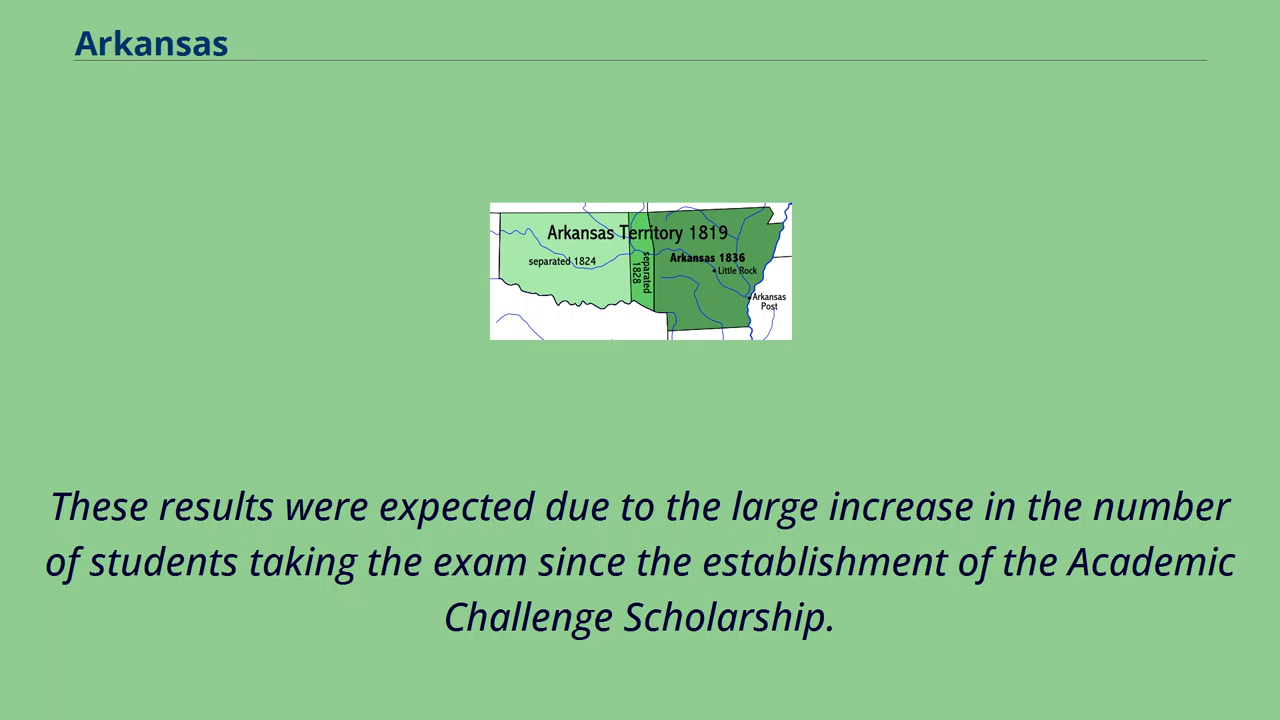 Arkansas
Arkansas Territory 1819
separated 1824
separated
1828
Arkansas 1836
Little Rock
Arkansas
Post
These results were expected due to the large increase in the number
of students taking the exam since the establishment of the Academic
Challenge Scholarship.